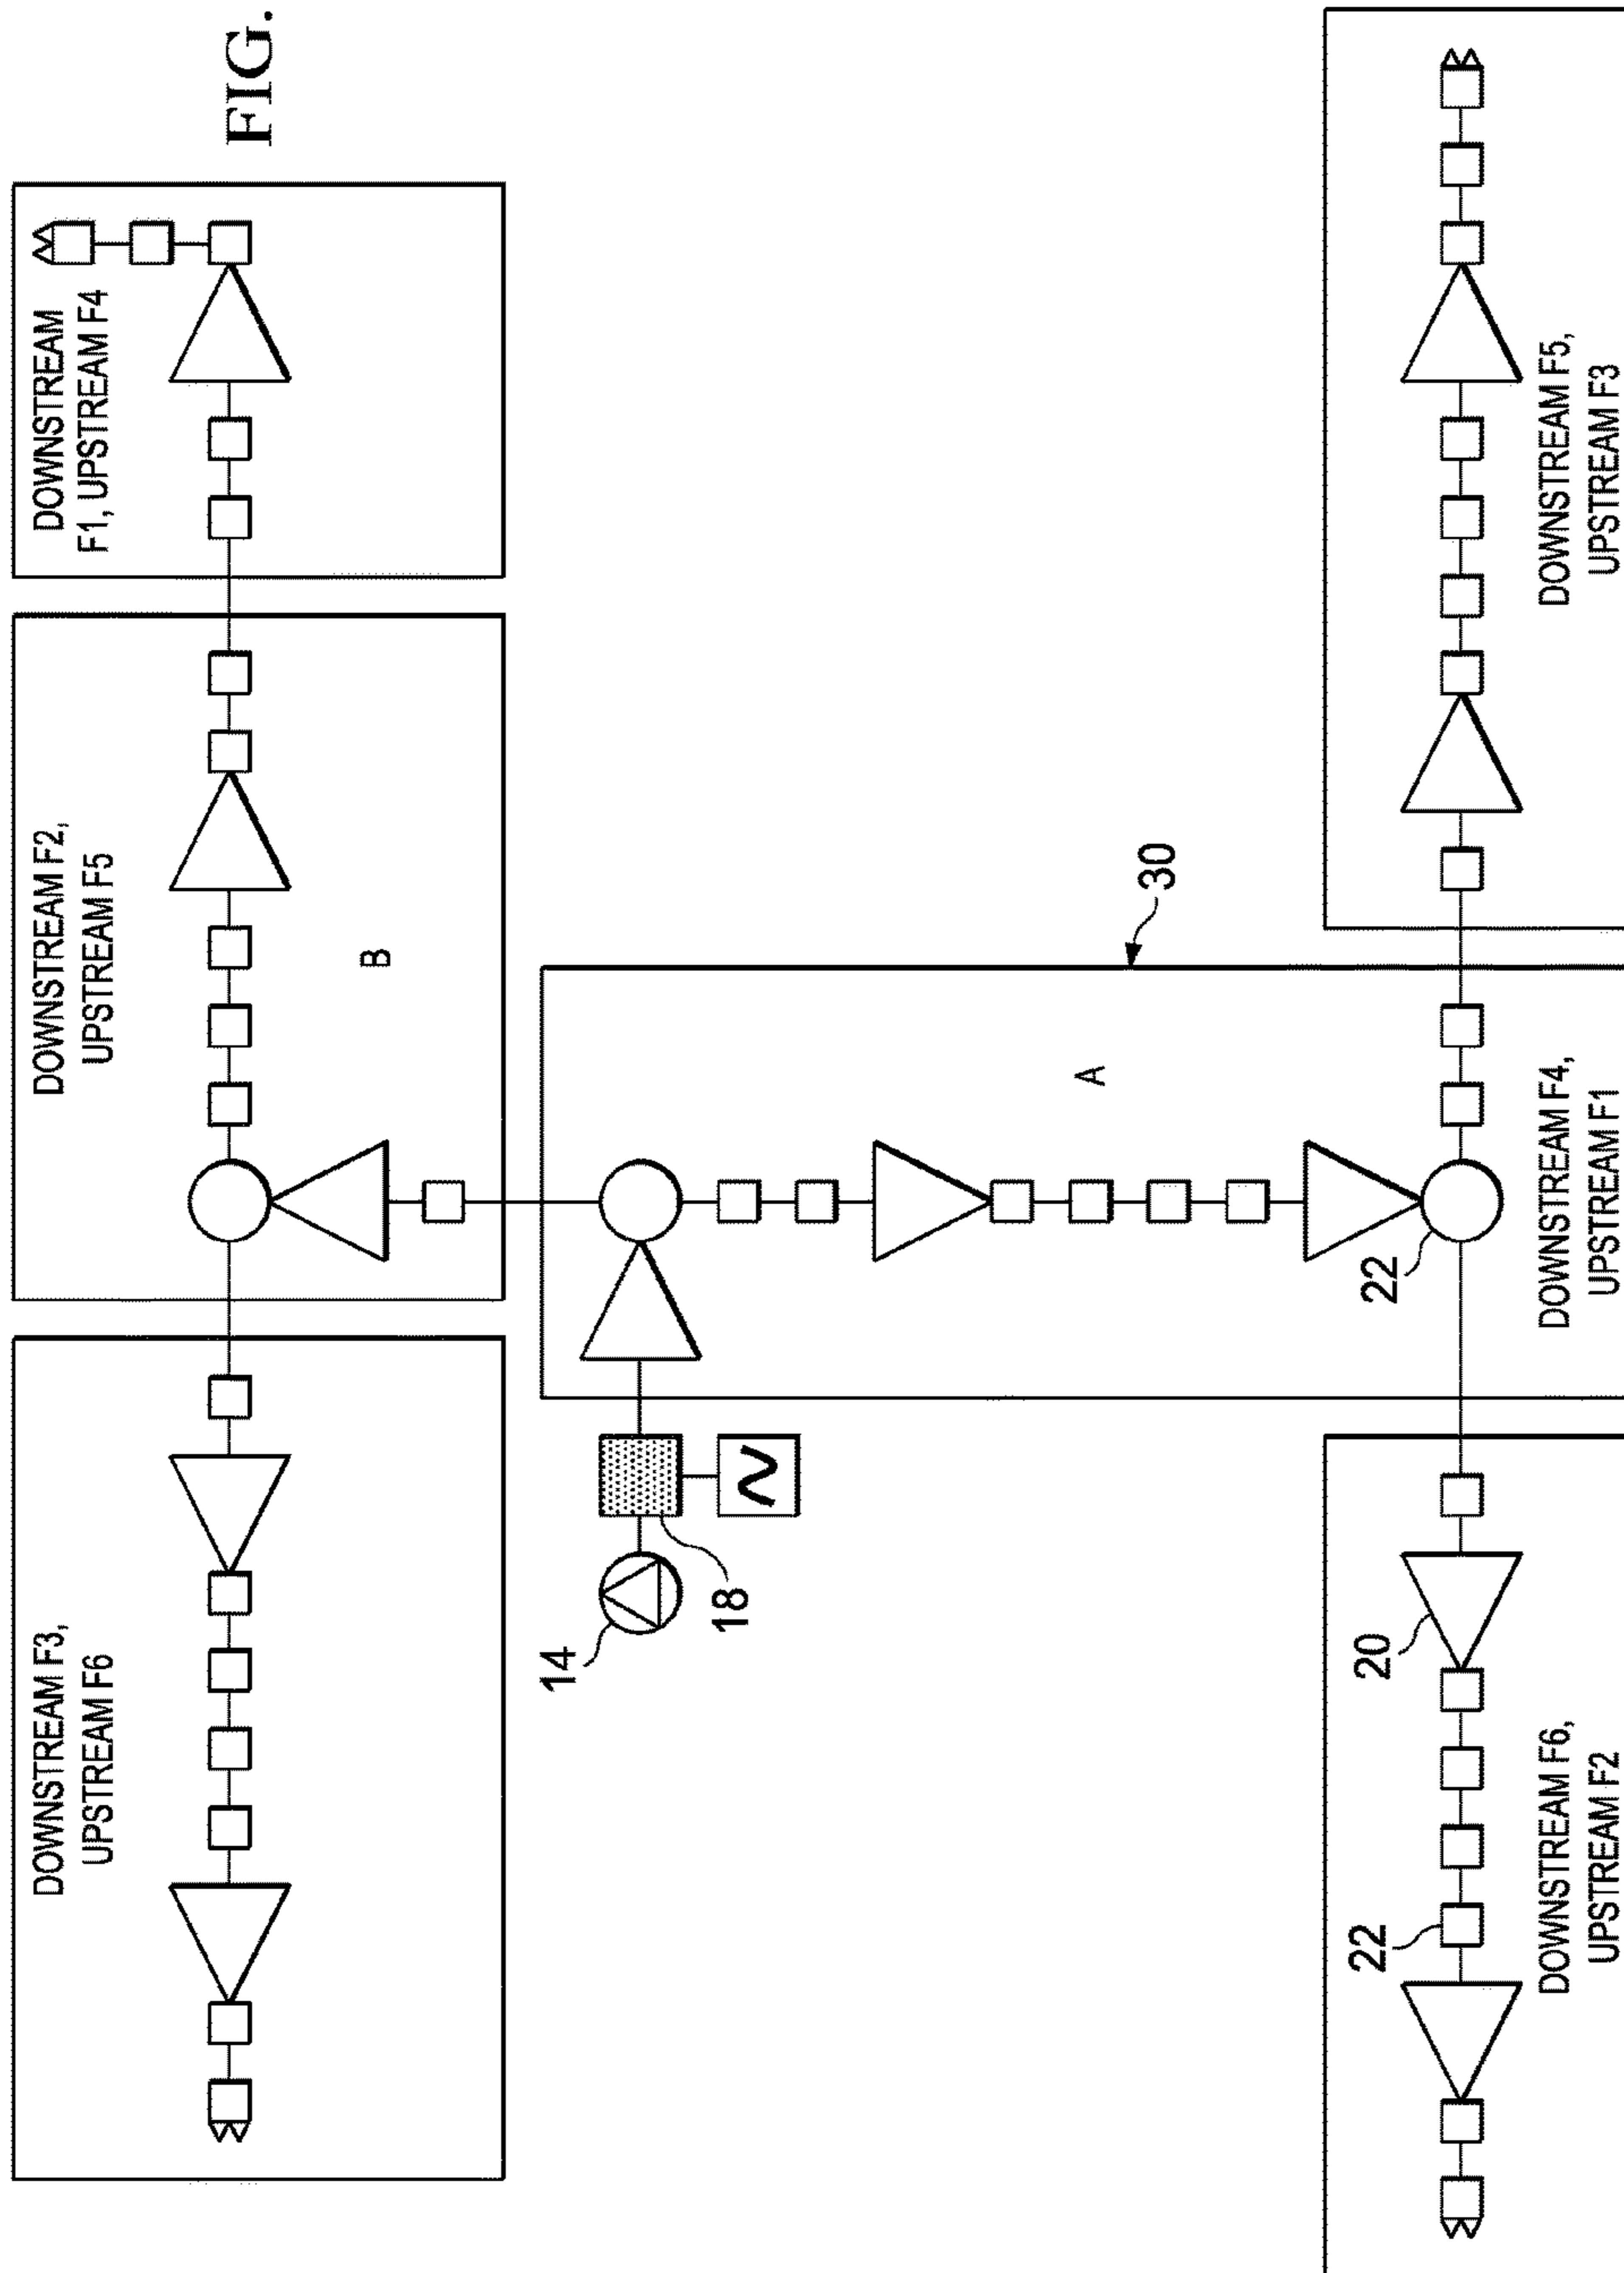 DOWNSTREAM F3,
UPSTREAM F6
DOWNSTREAM F2,
UPSTREAM F5
DOWNSTREAM
F1, UPSTREAM F4
FIG.
B
14
18
A
30
22
20
22
DOWNSTREAM F6,
UPSTREAM F2
DOWNSTREAM F4,
UPSTREAM F1
DOWNSTREAM F5,
UPSTREAM F3